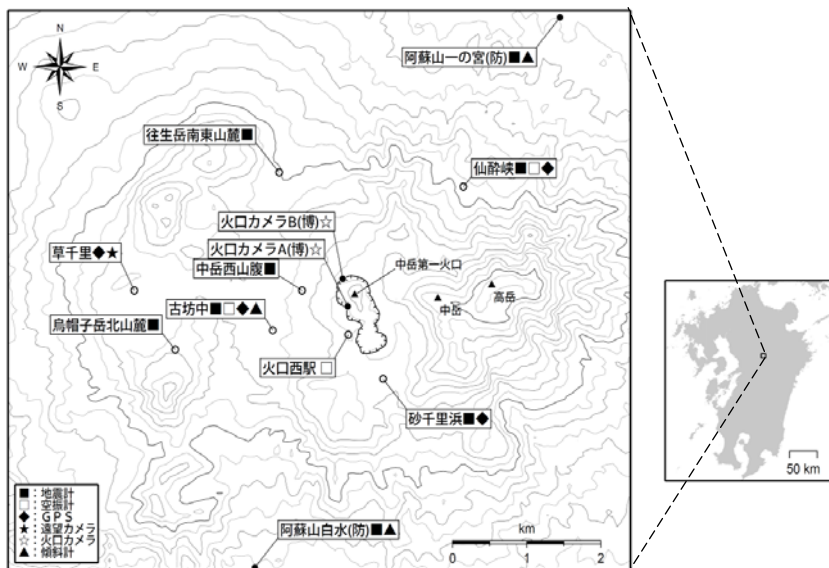 N
W E
S
阿蘇山一の宮(防)■▲
往生岳南東山麓■
仙酔峡■□◆
火口カメラB(博)☆
火口カメラA(博)☆
中岳第一火口
草千里◆★
中岳西山腹■
高岳
中岳
古坊中■□◆▲
烏帽子岳北山麓■
火口西駅□
砂千里浜■◆
50 km
■:地震計
□:空振計
◆:GPS
★:遠望カメラ
☆:火口カメラ
▲:傾斜計
阿蘇山白水(防)■▲
km
0 1 2